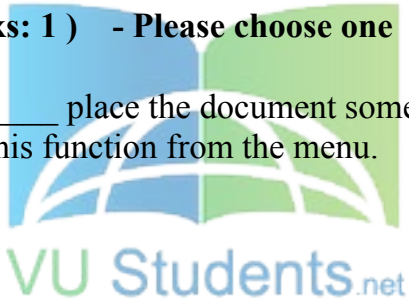 ks: 1 )    - Please choose one
____ place the document some
his function from the menu.
VU Students.net